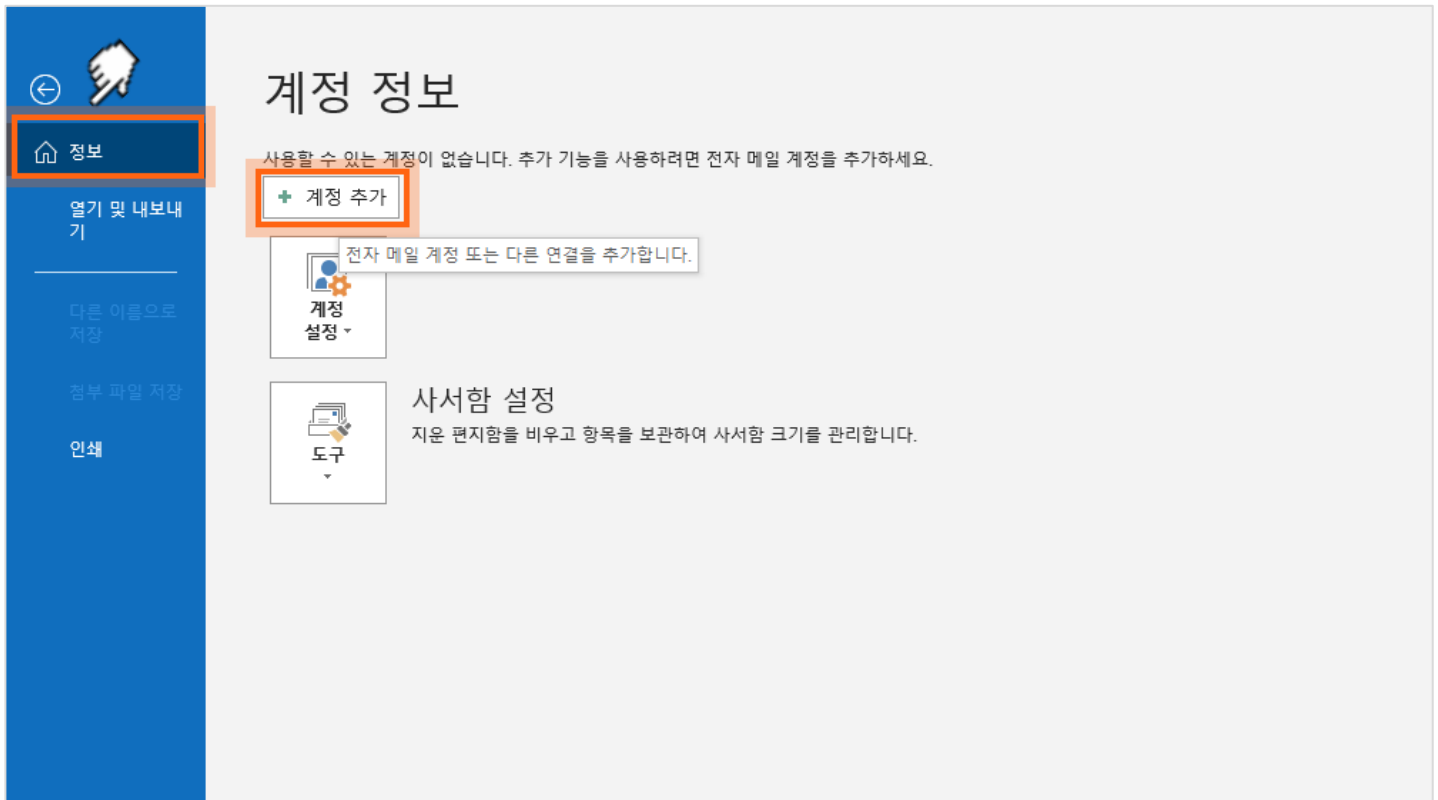 정보
열기 및 내보내
기
다른 이름으로
저장
첨부 파일 저장
인쇄
계정 정보
사용할 수 있는 계정이 없습니다. 추가 기능을 사용하려면 전자 메일 계정을 추가하세요.
계정 추가
전자 메일 계정 또는 다른 연결을 추가합니다.
계정
설정
도구
사서함 설정
지운 편지함을 비우고 항목을 보관하여 사서함 크기를 관리합니다.